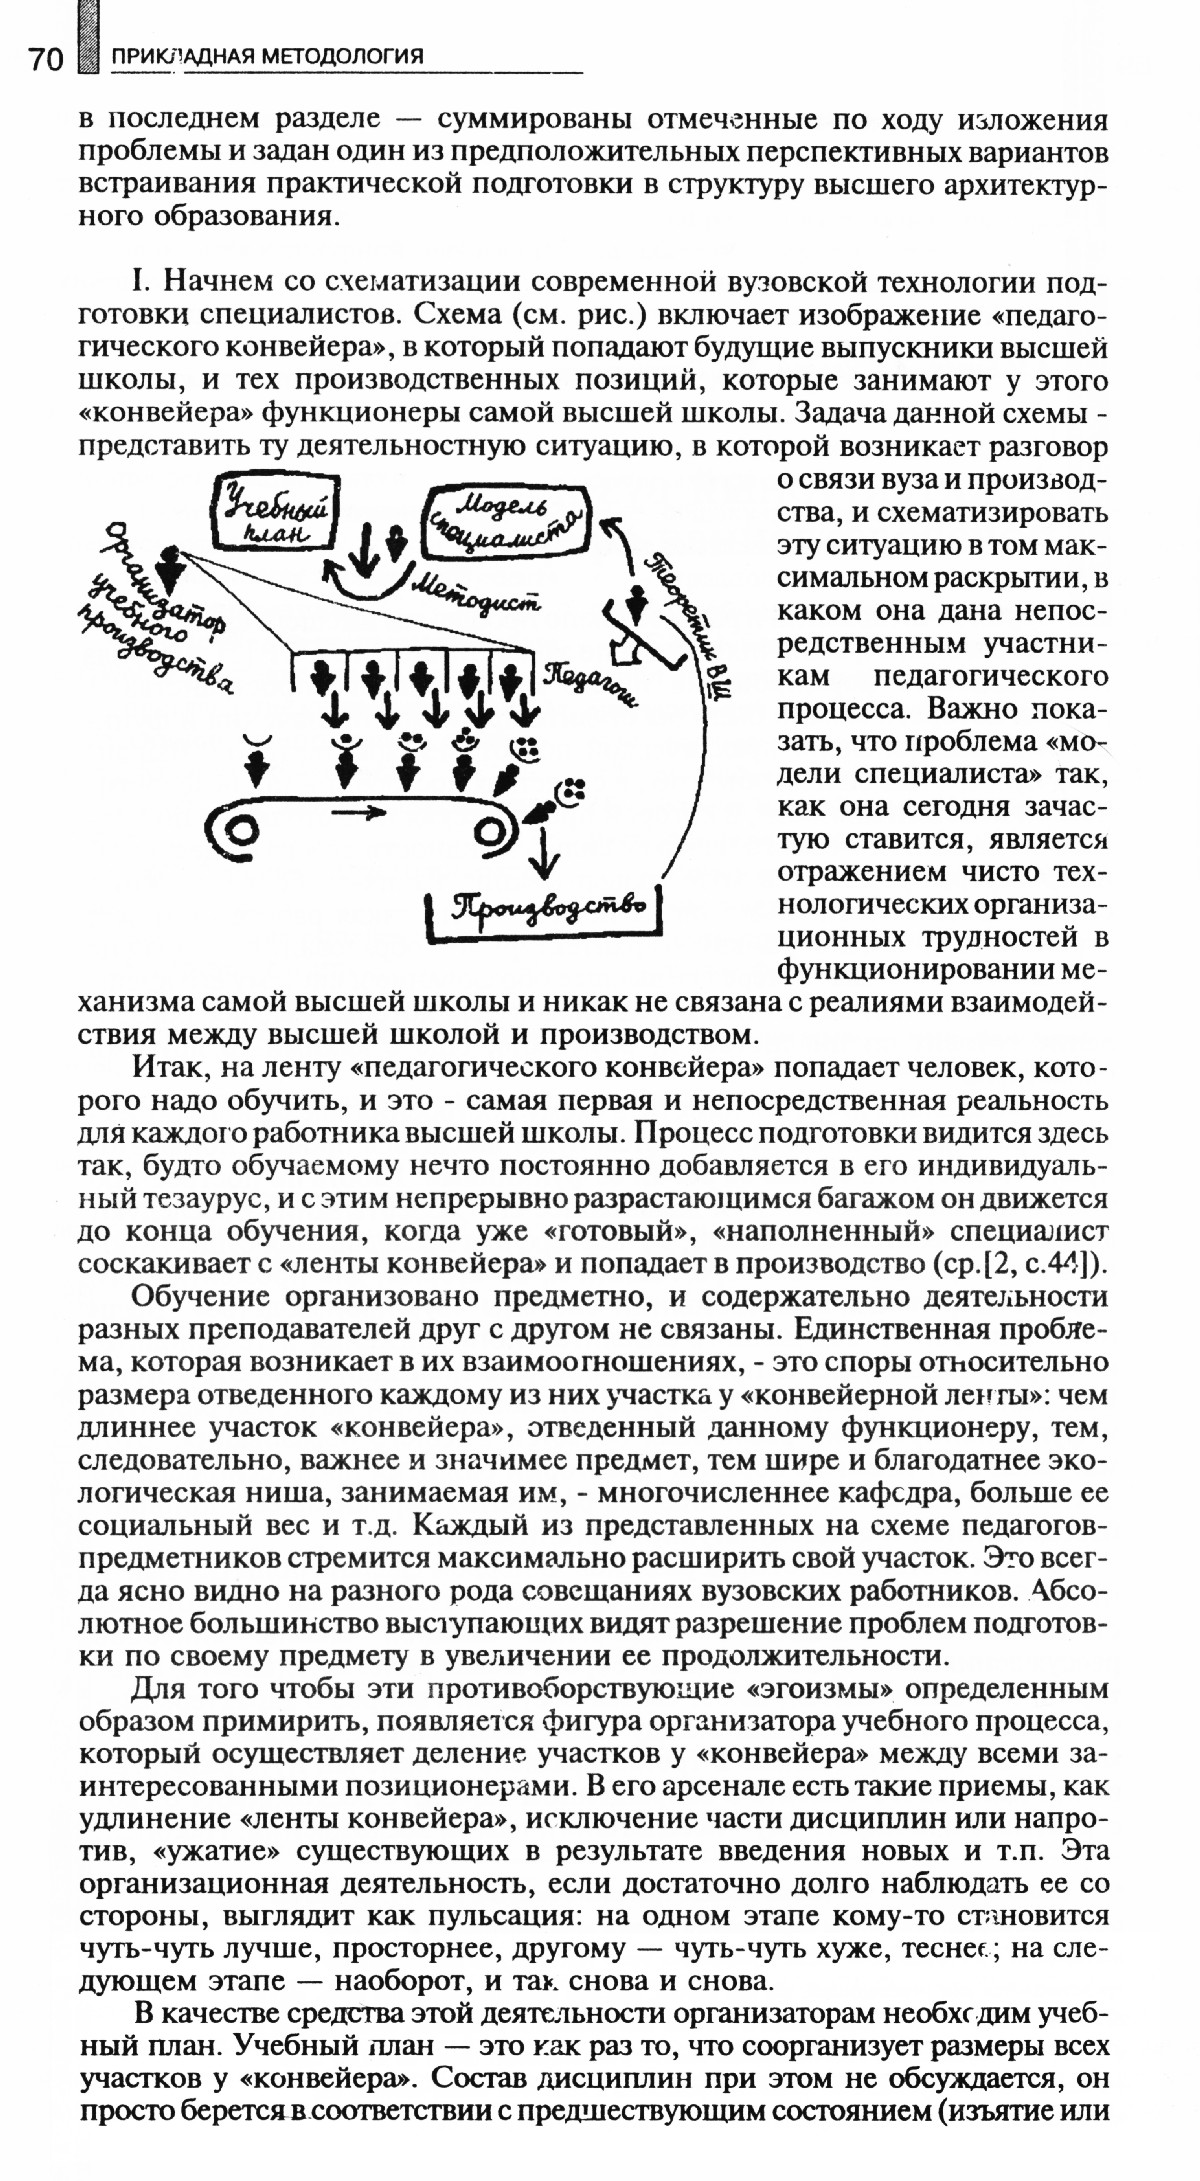 70 ПРИКЛАДНАЯ МЕТОДОЛОГИЯ
в последнем разделе — суммированы отмеченные по ходу изложения
проблемы и задан один из предположительных перспективных вариантов
встраивания практической подготовки в структуру высшего архитектур-
ного образования.
I. Начнем со схематизации современной вузовской технологии под-
готовки специалистов. Схема (см. рис.) включает изображение «педаго-
гического конвейера», в который попадают будущие выпускники высшей
школы, и тех производственных позиций, которые занимают у этого
«конвейера» функционеры самой высшей школы. Задача данной схемы -
представить ту деятельностную ситуацию, в которой возникает разговор
о связи вуза и производ-
ства, и схематизировать
эту ситуацию в том мак-
симальном раскрытии, в
каком она дана непос-
редственным участни-
кам педагогического
процесса. Важно пока-
зать, что проблема «мо-
дели специалиста» так,
как она сегодня зачас-
тую ставится, является
отражением чисто тех-
нологических организа-
ционных трудностей в
функционировании ме-
Учебный
план
Модель
специалиста
Организатор
учебного
производства
Методист
Теоретик ВШ
Педагоги
Производство
ханизма самой высшей школы и никак не связана с реалиями взаимодей-
ствия между высшей школой и производством.
Итак, на ленту «педагогического конвейера» попадает человек, кото-
рого надо обучить, и это - самая первая и непосредственная реальность
для каждого работника высшей школы. Процесс подготовки видится здесь
так, будто обучаемому нечто постоянно добавляется в его индивидуаль-
ный тезаурус, и с этим непрерывно разрастающимся багажом он движется
до конца обучения, когда уже «готовый», «наполненный» специалист
соскакивает с «ленты конвейера» и попадает в производство (ср.[2, с.44]).
Обучение организовано предметно, и содержательно деятельности
разных преподавателей друг с другом не связаны. Единственная пробле-
ма, которая возникает в их взаимоотношениях, - это споры относительно
размера отведенного каждому из них участка у «конвейерной ленты»: чем
длиннее участок «конвейера», отведенный данному функционеру, тем,
следовательно, важнее и значимее предмет, тем шире и благодатнее эко-
логическая ниша, занимаемая им, - многочисленнее кафедра, больше ее
социальный вес и т.д. Каждый из представленных на схеме педагогов-
предметников стремится максимально расширить свой участок. Это всег-
да ясно видно на разного рода совещаниях вузовских работников. Абсо-
лютное большинство выступающих видят разрешение проблем подготов-
ки по своему предмету в увеличении ее продолжительности.
Для того чтобы эти противоборствующие «эгоизмы» определенным
образом примирить, появляется фигура организатора учебного процесса,
который осуществляет деление участков у «конвейера» между всеми за-
интересованными позиционерами. В его арсенале есть такие приемы, как
удлинение «ленты конвейера», исключение части дисциплин или напро-
тив, «ужатие» существующих в результате введения новых и т.п. Эта
организационная деятельность, если достаточно долго наблюдать ее со
стороны, выглядит как пульсация: на одном этапе кому-то становится
чуть-чуть лучше, просторнее, другому — чуть-чуть хуже, теснее; на сле-
дующем этапе — наоборот, и так снова и снова.
В качестве средства этой деятельности организаторам необходим учеб-
ный план. Учебный план — это как раз то, что соорганизует размеры всех
участков у «конвейера». Состав дисциплин при этом не обсуждается, он
просто берется в соответствии с предшествующим состоянием (изъятие или